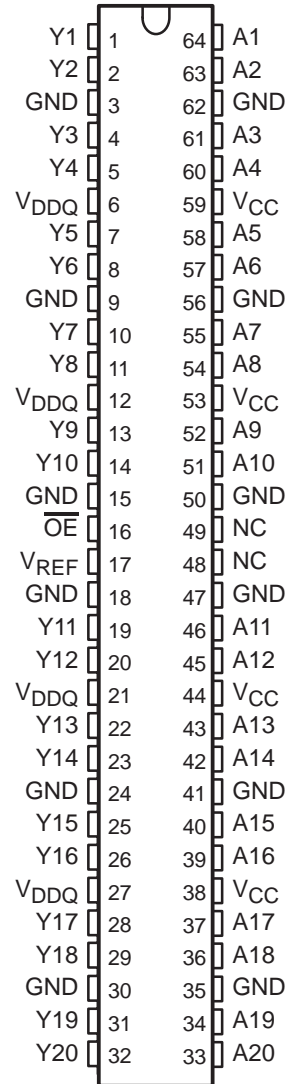 Y1 1 64 A1
Y2 2 63 A2
GND 3 62 GND
Y3 4 61 A3
Y4 5 60 A4
VDDQ 6 59 VCC
Y5 7 58 A5
Y6 8 57 A6
GND 9 56 GND
Y7 10 55 A7
Y8 11 54 A8
VDDQ 12 53 VCC
Y9 13 52 A9
Y10 14 51 A10
GND 15 50 GND
O̅E̅ 16 49 NC
VREF 17 48 NC
GND 18 47 GND
Y11 19 46 A11
Y12 20 45 A12
VDDQ 21 44 VCC
Y13 22 43 A13
Y14 23 42 A14
GND 24 41 GND
Y15 25 40 A15
Y16 26 39 A16
VDDQ 27 38 VCC
Y17 28 37 A17
Y18 29 36 A18
GND 30 35 GND
Y19 31 34 A19
Y20 32 33 A20